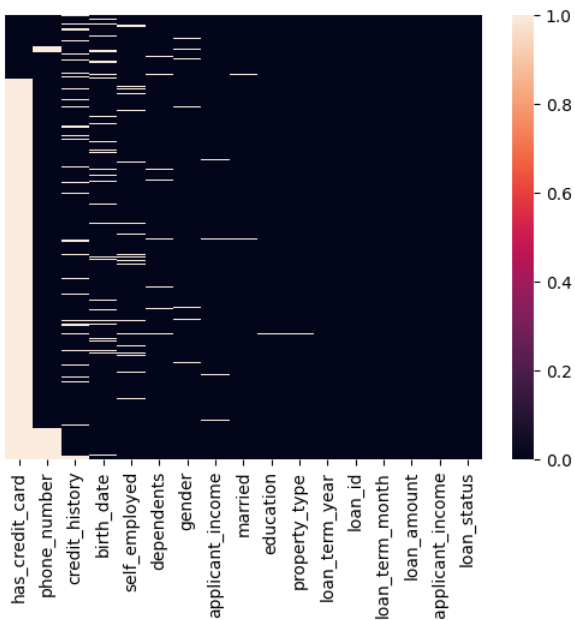 1.0
0.8
0.6
0.4
0.2
0.0
has_credit_card
phone_number
credit_history
birth_date
self_employed
dependents
gender
applicant_income
married
education
property_type
loan_term_year
loan_id
loan_term_month
loan_amount
applicant_income
loan_status